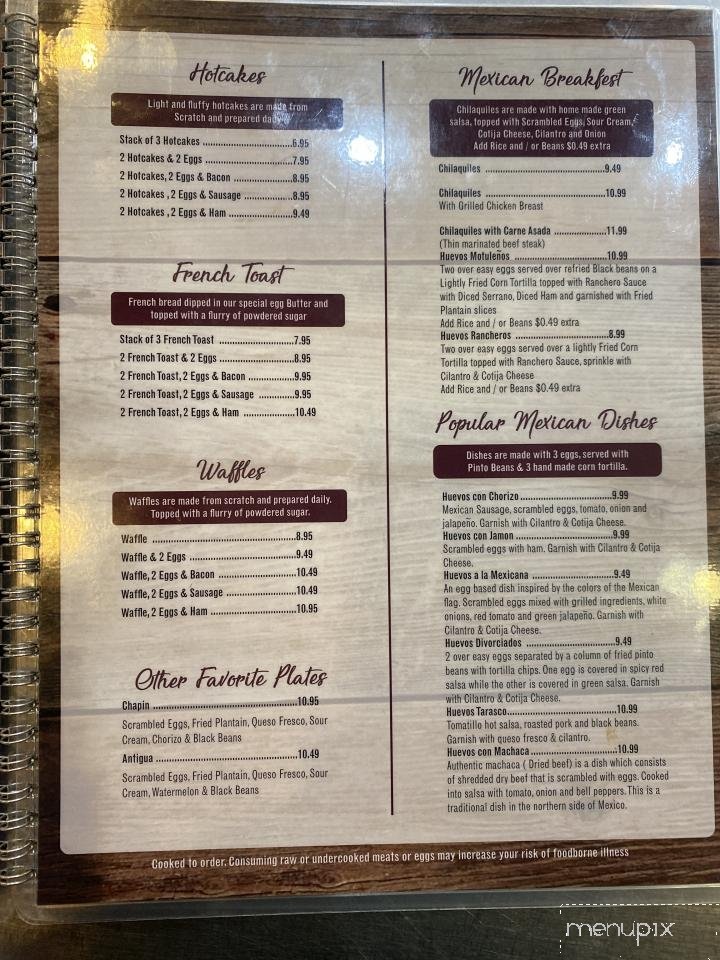 Hotcakes
Light and fluffy hotcakes are made from
Scratch and prepared daily.
Stack of 3 Hotcakes ..........................6.95
2 Hotcakes & 2 Eggs ..........................7.95
2 Hotcakes, 2 Eggs & Bacon ..................8.95
2 Hotcakes ,2 Eggs & Sausage ...............8.95
2 Hotcakes ,2 Eggs & Ham ...................9.49
French Toast
French bread dipped in our special egg Butter and
topped with a flurry of powdered sugar
Stack of 3 French Toast ......................7.95
2 French Toast & 2 Eggs ......................8.95
2 French Toast, 2 Eggs & Bacon .............9.95
2 French Toast, 2 Eggs & Sausage ..........9.95
2 French Toast, 2 Eggs & Ham ..............10.49
Waffles
Waffles are made from scratch and prepared daily.
Topped with a flurry of powdered sugar.
Waffle ........................................8.95
Waffle & 2 Eggs ..............................9.49
Waffle, 2 Eggs & Bacon ......................10.49
Waffle, 2 Eggs & Sausage ...................10.49
Waffle, 2 Eggs & Ham .......................10.95
Other Favorite Plates
Chapin ........................................10.95
Scrambled Eggs, Fried Plantain, Queso Fresco, Sour
Cream, Chorizo & Black Beans
Antigua .......................................10.49
Scrambled Eggs, Fried Plantain, Queso Fresco, Sour
Cream, Watermelon & Black Beans
Mexican Breakfest
Chilaquiles are made with home made green
salsa, topped with Scrambled Eggs, Sour Cream,
Cotija Cheese, Cilantro and Onion
Add Rice and / or Beans $0.49 extra
Chilaquiles ...................................9.49
Chilaquiles ...................................10.99
With Grilled Chicken Breast
Chilaquiles with Carne Asada ...............11.99
(Thin marinated beef steak)
Huevos Motuleños ............................10.99
Two over easy eggs served over refried Black beans on a
Lightly Fried Corn Tortilla topped with Ranchero Sauce
with Diced Serrano, Diced Ham and garnished with Fried
Plantain slices
Add Rice and / or Beans $0.49 extra
Huevos Rancheros ............................8.99
Two over easy eggs served over a lightly Fried Corn
Tortilla topped with Ranchero Sauce, sprinkle with
Cilantro & Cotija Cheese
Add Rice and / or Beans $0.49 extra
Popular Mexican Dishes
Dishes are made with 3 eggs, served with
Pinto Beans & 3 hand made corn tortilla.
Huevos con Chorizo ..........................9.99
Mexican Sausage, scrambled eggs, tomato, onion and
jalapeño. Garnish with Cilantro & Cotija Cheese.
Huevos con Jamon ............................9.99
Scrambled eggs with ham. Garnish with Cilantro & Cotija
Cheese.
Huevos a la Mexicana ........................9.49
An egg based dish inspired by the colors of the Mexican
flag. Scrambled eggs mixed with grilled ingredients, white
onions, red tomato and green jalapeño. Garnish with
Cilantro & Cotija Cheese.
Huevos Divorciados ..........................9.49
2 over easy eggs separated by a column of fried pinto
beans with tortilla chips. One egg is covered in spicy red
salsa while the other is covered in green salsa. Garnish
with Cilantro & Cotija Cheese.
Huevos Tarasco...............................10.99
Tomatillo hot salsa, roasted pork and black beans.
Garnish with queso fresco & cilantro.
Huevos con Machaca ........................10.99
Authentic machaca ( Dried beef) is a dish which consists
of shredded dry beef that is scrambled with eggs. Cooked
into salsa with tomato, onion and bell peppers. This is a
traditional dish in the northern side of Mexico.
Cooked to order. Consuming raw or undercooked meats or eggs may increase your risk of foodborne illness
menupix